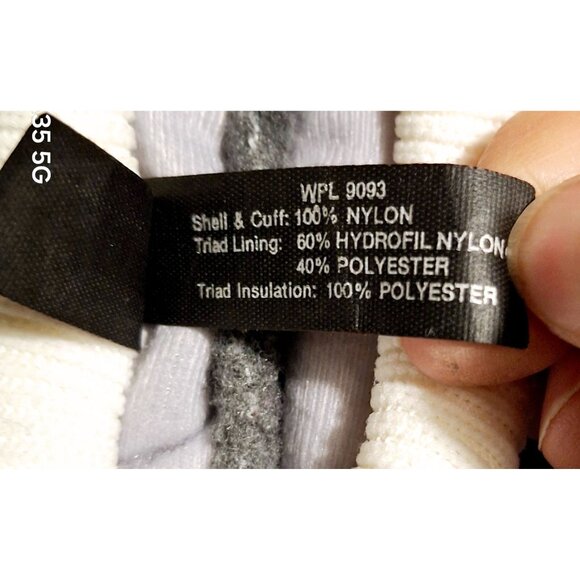 35 5G
WPL 9093
Shell & Cuff: 100% NYLON
Triad Lining: 60% HYDROFIL NYLON
40% POLYESTER
Triad Insulation: 100% POLYESTER